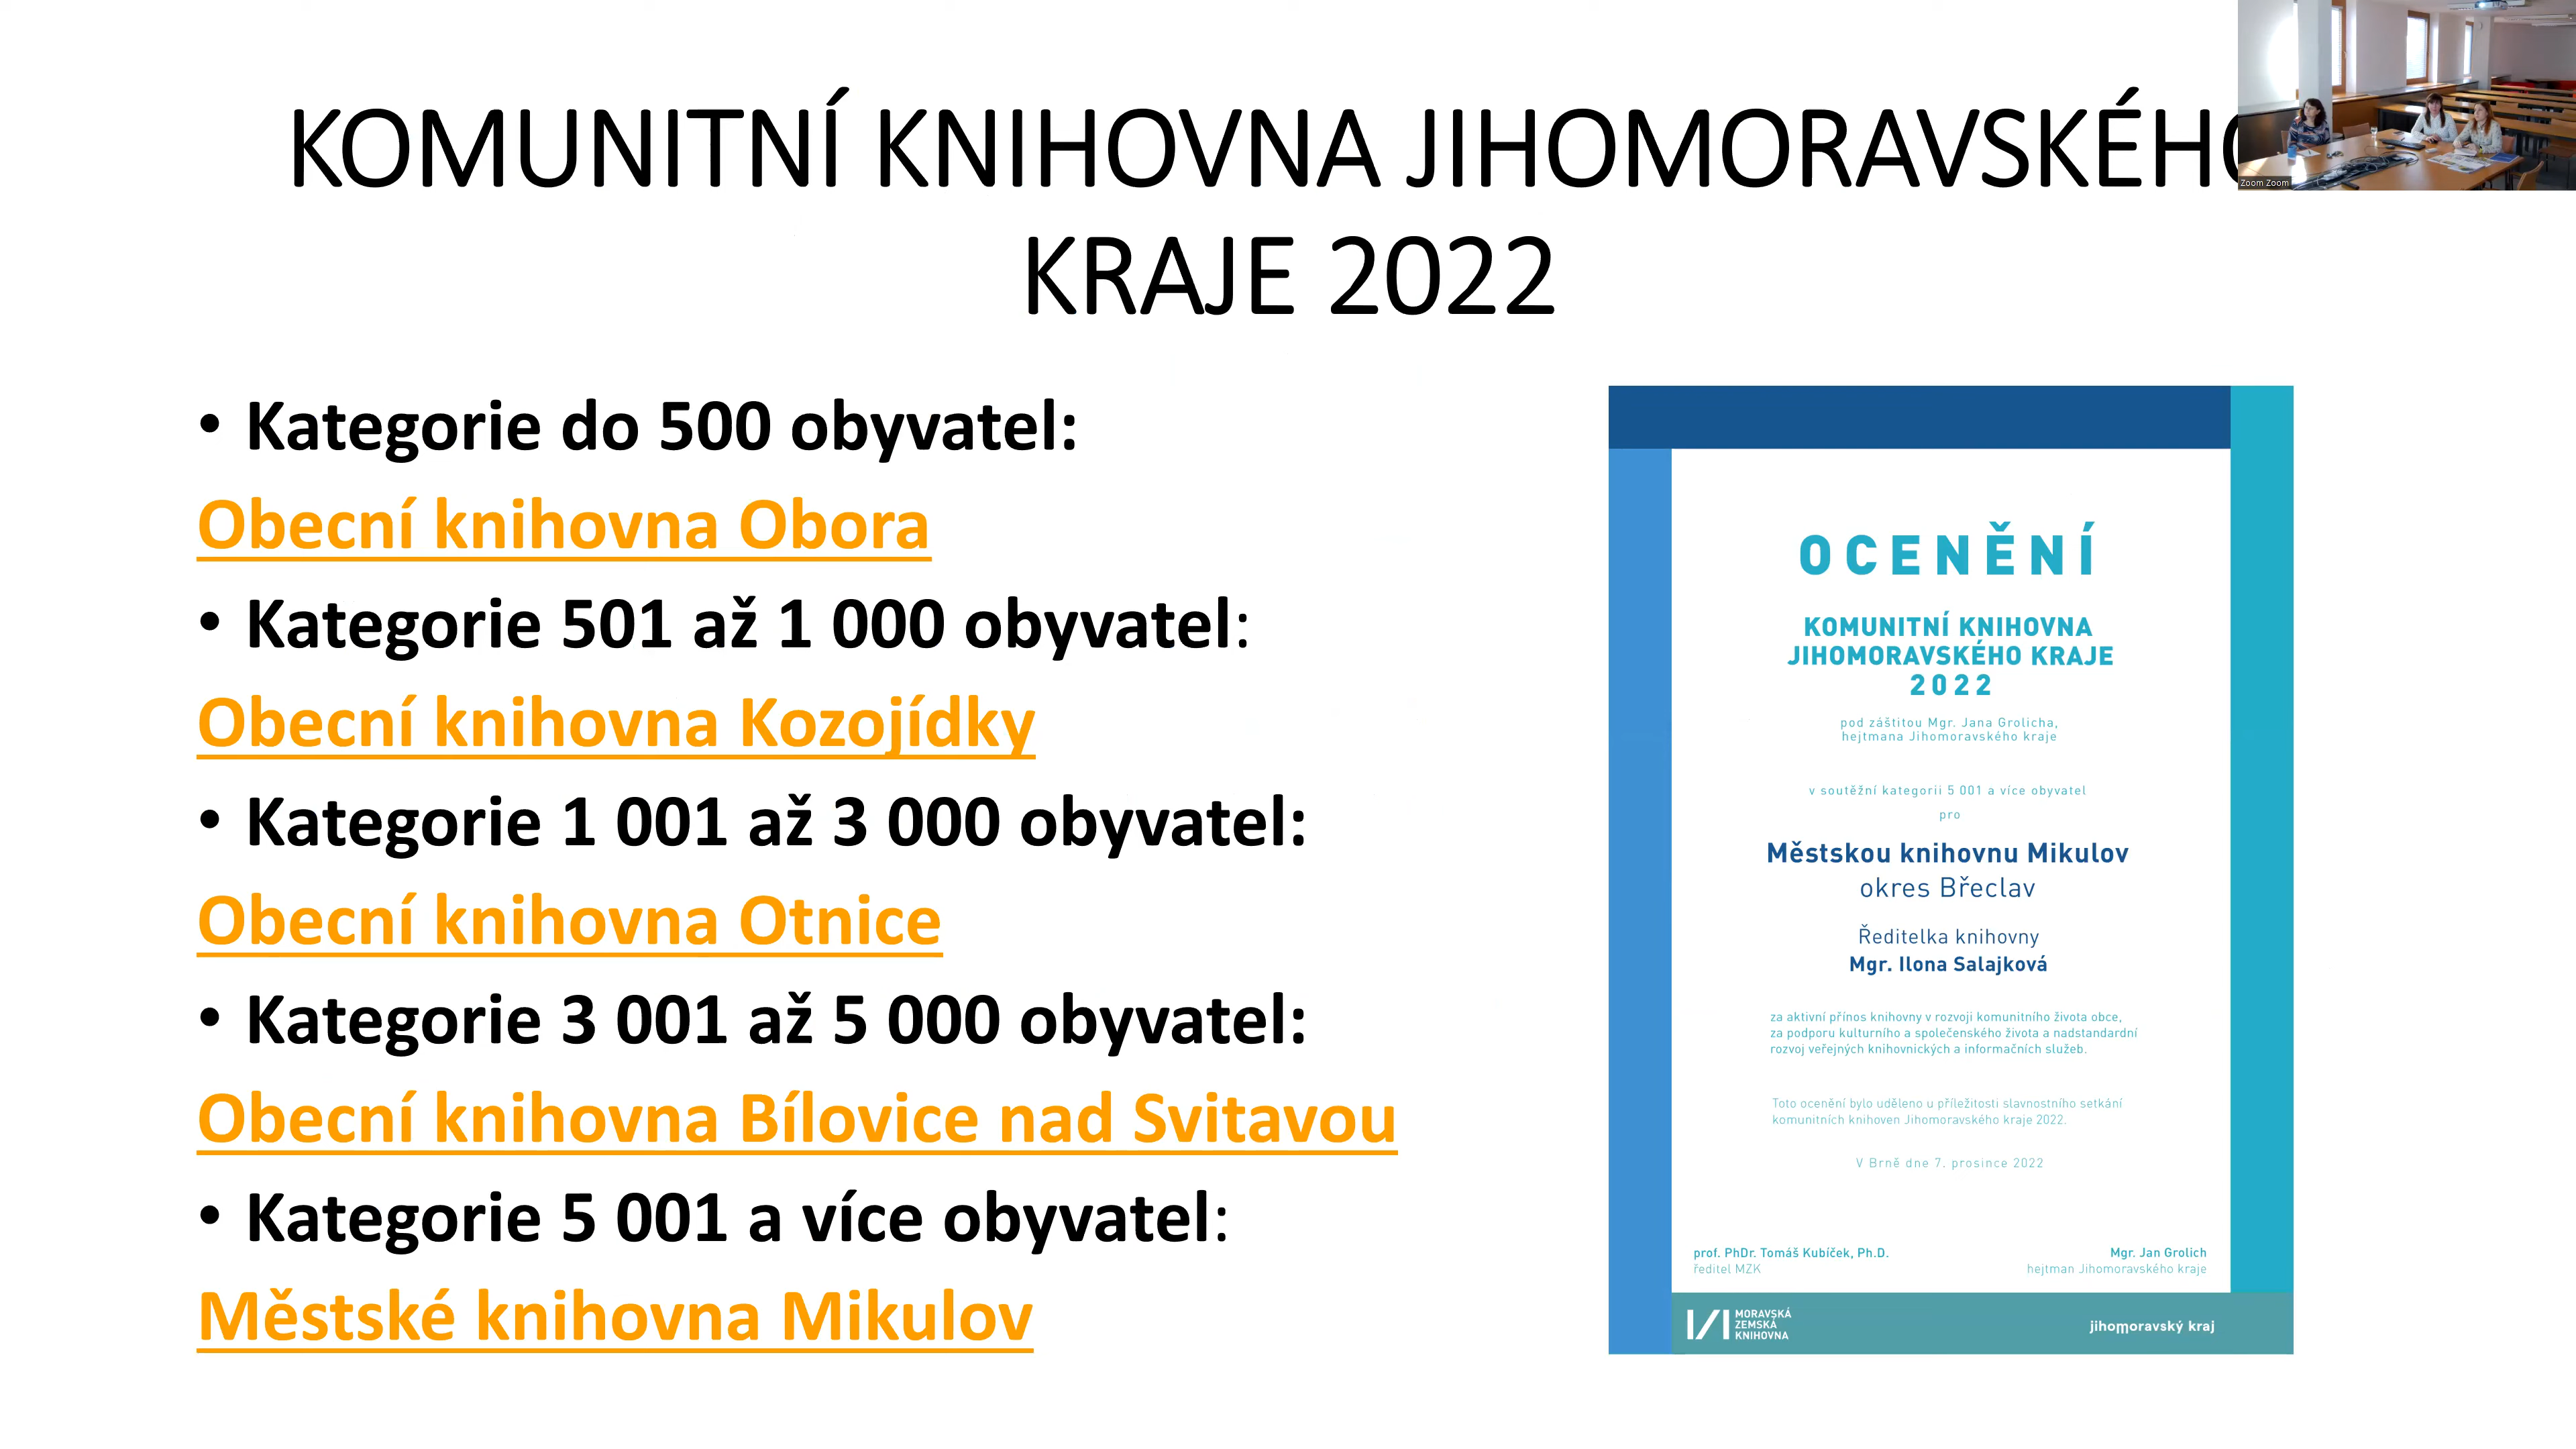 KOMUNITNÍ KNIHOVNA JIHOMORAVSKÉHO
KRAJE 2022
Zoom Zoom
• Kategorie do 500 obyvatel:
Obecní knihovna Obora
• Kategorie 501 až 1 000 obyvatel:
Obecní knihovna Kozojídky
• Kategorie 1 001 až 3 000 obyvatel:
Obecní knihovna Otnice
• Kategorie 3 001 až 5 000 obyvatel:
Obecní knihovna Bílovice nad Svitavou
• Kategorie 5 001 a více obyvatel:
Městské knihovna Mikulov
OCENĚNÍ
KOMUNITNÍ KNIHOVNA
JIHOMORAVSKÉHO KRAJE
2022
pod záštitou Mgr. Jana Grolicha,
hejtmana Jihomoravského kraje
v soutěžní kategorii 5 001 a více obyvatel
pro
Městskou knihovnu Mikulov
okres Břeclav
Ředitelka knihovny
Mgr. Ilona Salajková
za aktivní přínos knihovny v rozvoji komunitního života obce,
za podporu kulturního a společenského života a nadstandardní
rozvoj veřejných knihovnických a informačních služeb.
Toto ocenění bylo uděleno u příležitosti slavnostního setkání
komunitních knihoven Jihomoravského kraje 2022.
V Brně dne 7. prosince 2022
prof. PhDr. Tomáš Kubíček, Ph.D.
ředitel MZK
Mgr. Jan Grolich
hejtman Jihomoravského kraje
MORAVSKÁ
ZEMSKÁ
KNIHOVNA
jihomoravský kraj